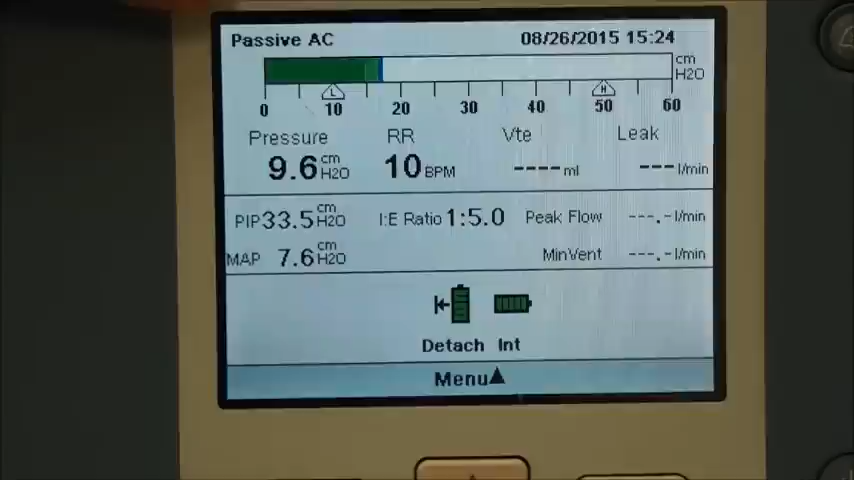 Passive AC 08/26/2015 15:24
cm
H2O
L H
0 10 20 30 40 50 60
Pressure RR Vte Leak
9.6 cm H2O 10 BPM ---- ml --- l/min
PIP 33.5 cm H2O I:E Ratio 1:5.0 Peak Flow ---.- l/min
MAP 7.6 cm H2O MinVent ---.- l/min
Detach Int
Menu